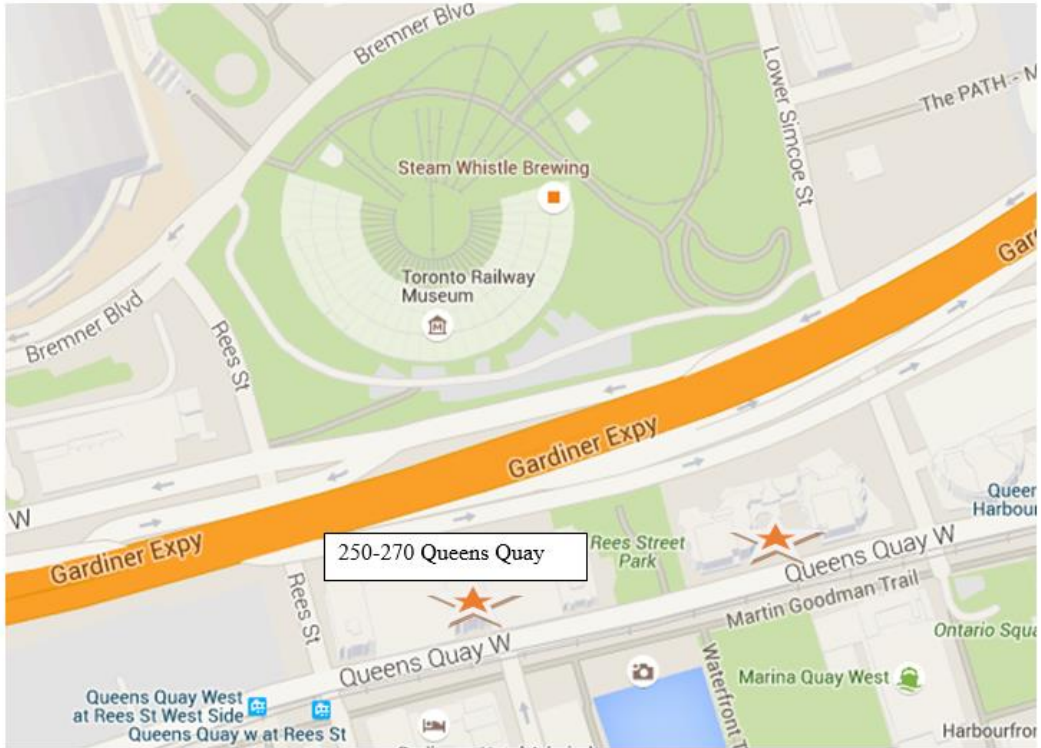 Bremner Blvd
Lower Simcoe St
The PATH - M
Steam Whistle Brewing
Gar
Toronto Railway
Museum
Bremner Blvd
Rees St
Gardiner Expy
W
Queen
Harbour
Gardiner Expy
250-270 Queens Quay
Rees Street
Park
Queens Quay W
Rees St
Martin Goodman Trail
Queens Quay W
Ontario Squa
Waterfront T
Marina Quay West
Queens Quay West
at Rees St West Side
Queens Quay w at Rees St
Harbourfron